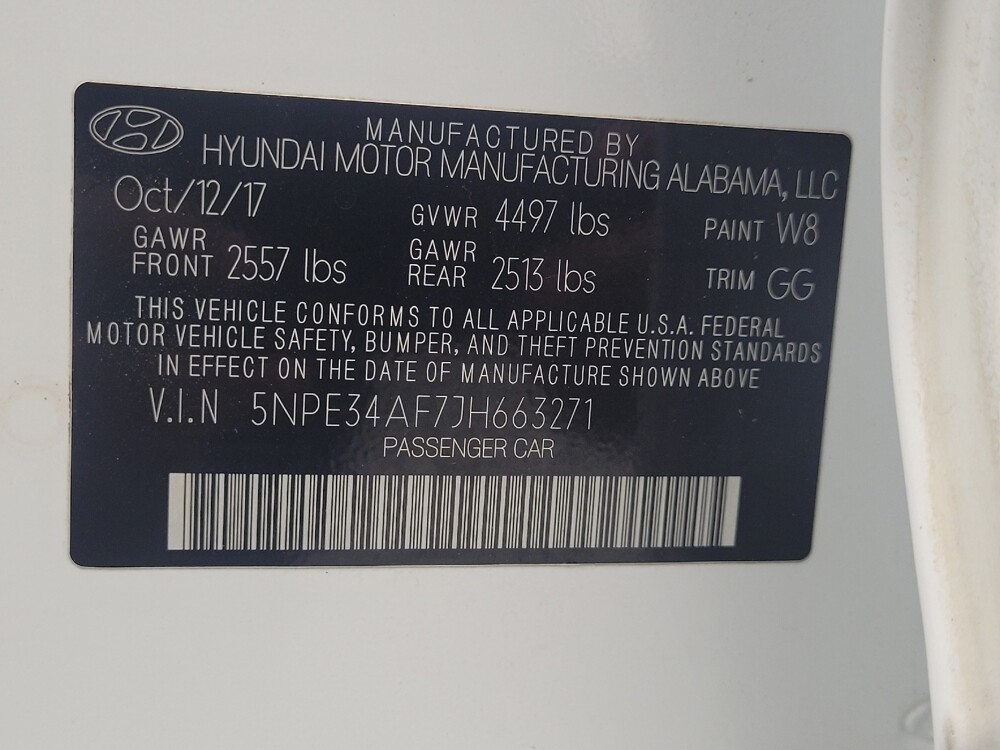 MANUFACTURED BY
HYUNDAI MOTOR MANUFACTURING ALABAMA, LLC
Oct/12/17 GVWR 4497 lbs PAINT W8
GAWR FRONT 2557 lbs GAWR REAR 2513 lbs TRIM GG
THIS VEHICLE CONFORMS TO ALL APPLICABLE U.S.A. FEDERAL
MOTOR VEHICLE SAFETY, BUMPER, AND THEFT PREVENTION STANDARDS
IN EFFECT ON THE DATE OF MANUFACTURE SHOWN ABOVE
V.I.N 5NPE34AF7JH663271
PASSENGER CAR